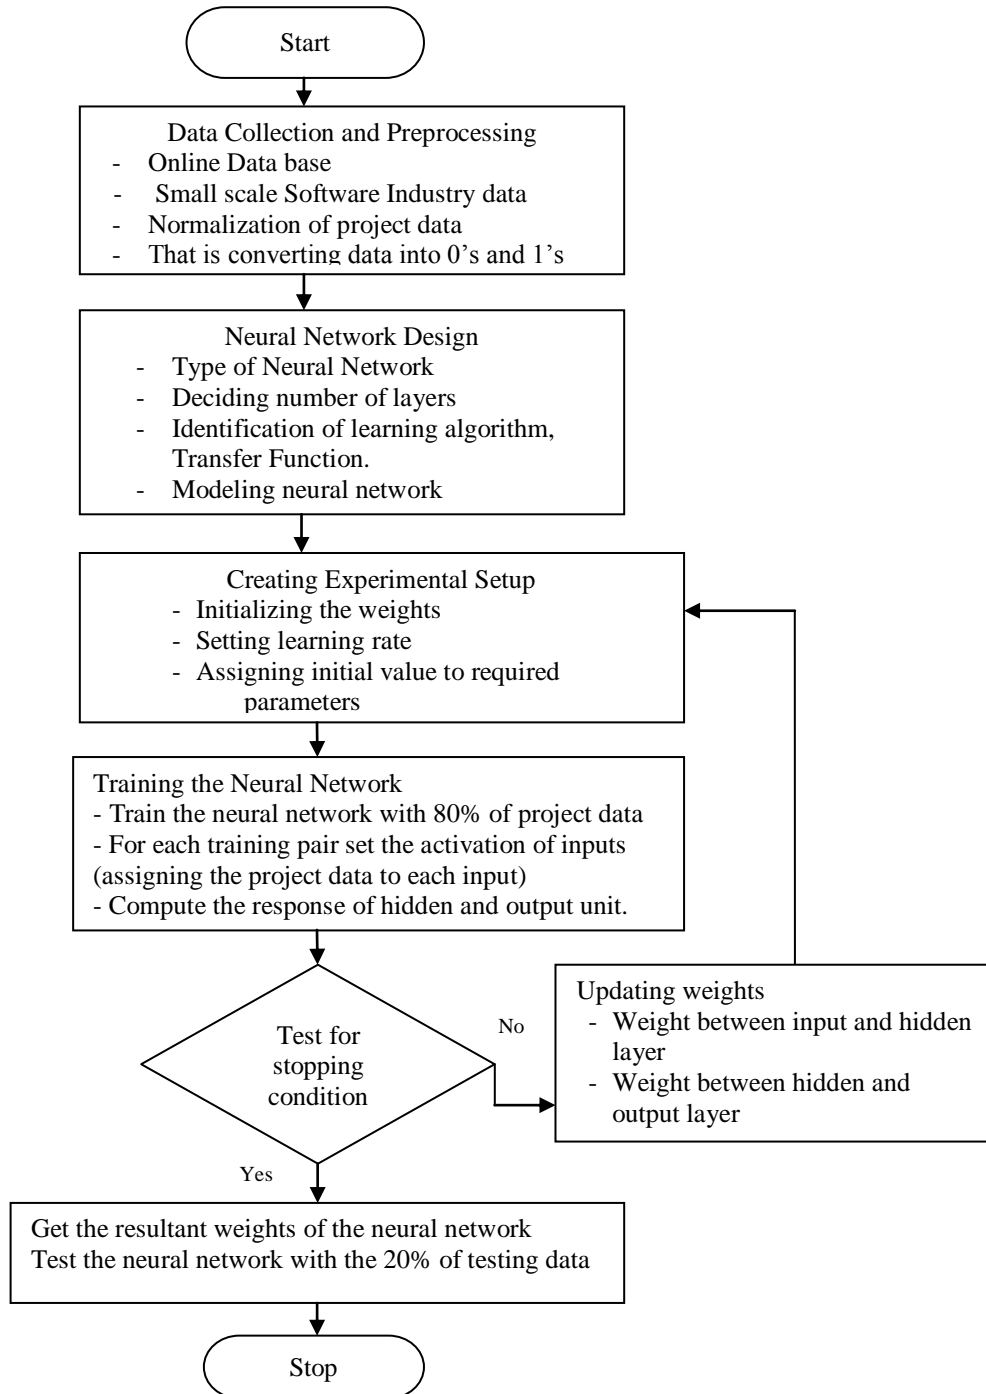 Start
Data Collection and Preprocessing
- Online Data base
- Small scale Software Industry data
- Normalization of project data
- That is converting data into 0’s and 1’s
Neural Network Design
- Type of Neural Network
- Deciding number of layers
- Identification of learning algorithm,
Transfer Function.
- Modeling neural network
Creating Experimental Setup
- Initializing the weights
- Setting learning rate
- Assigning initial value to required
parameters
Training the Neural Network
- Train the neural network with 80% of project data
- For each training pair set the activation of inputs
(assigning the project data to each input)
- Compute the response of hidden and output unit.
Test for
stopping
condition
No
Updating weights
- Weight between input and hidden
layer
- Weight between hidden and
output layer
Yes
Get the resultant weights of the neural network
Test the neural network with the 20% of testing data
Stop